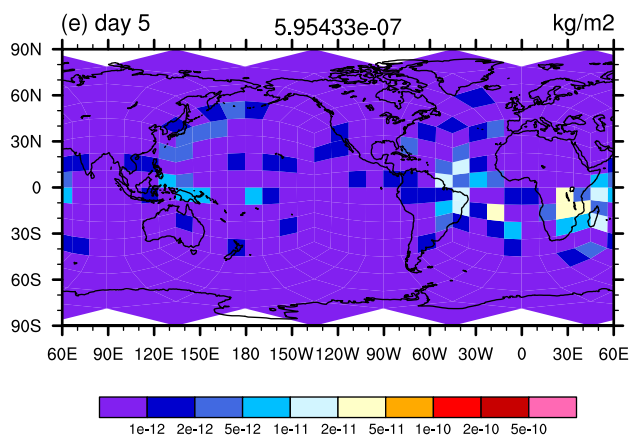 (e) day 5 5.95433e-07 kg/m2
90N
60N
30N
0
30S
60S
90S
60E 90E 120E 150E 180 150W 120W 90W 60W 30W 0 30E 60E
1e-12 2e-12 5e-12 1e-11 2e-11 5e-11 1e-10 2e-10 5e-10